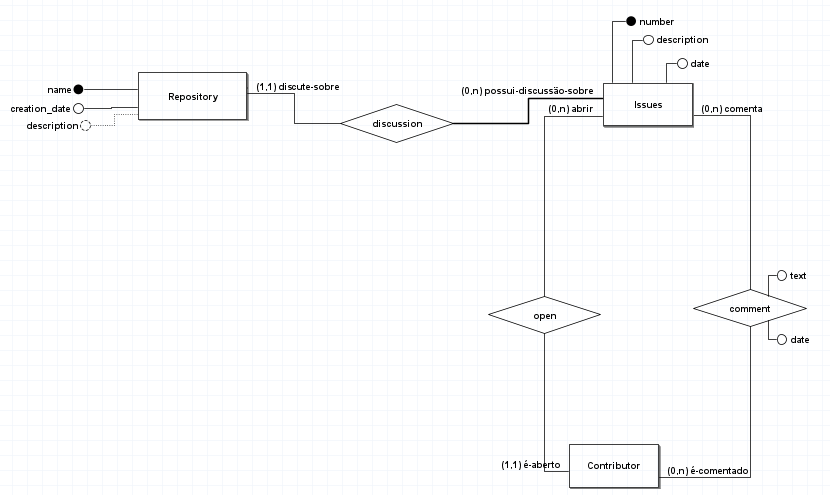 number
description
date
(1,1) discute-sobre
(0,n) possui-discussão-sobre
name
Repository
creation_date
description
discussion
Issues
(0,n) abrir
(0,n) comenta
text
comment
open
date
(1,1) é-aberto
Contributor
(0,n) é-comentado